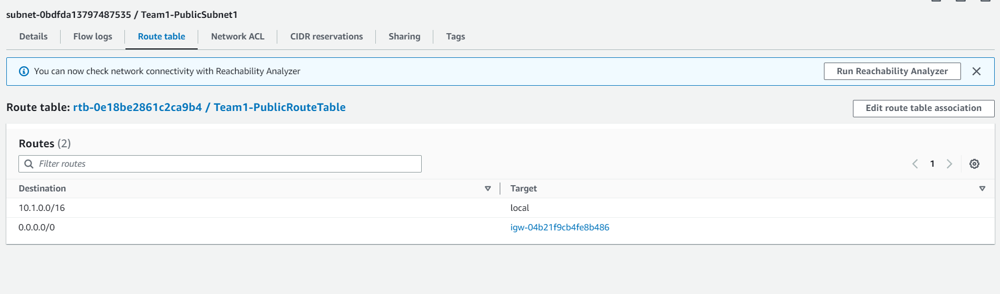 subnet-0bdfda13797487535 / Team1-PublicSubnet1
Details Flow logs Route table Network ACL CIDR reservations Sharing Tags
You can now check network connectivity with Reachability Analyzer Run Reachability Analyzer
Route table: rtb-0e18be2861c2ca9b4 / Team1-PublicRouteTable Edit route table association
Routes (2)
Filter routes 1
Destination Target
10.1.0.0/16 local
0.0.0.0/0 igw-04b21f9cb4fe8b486